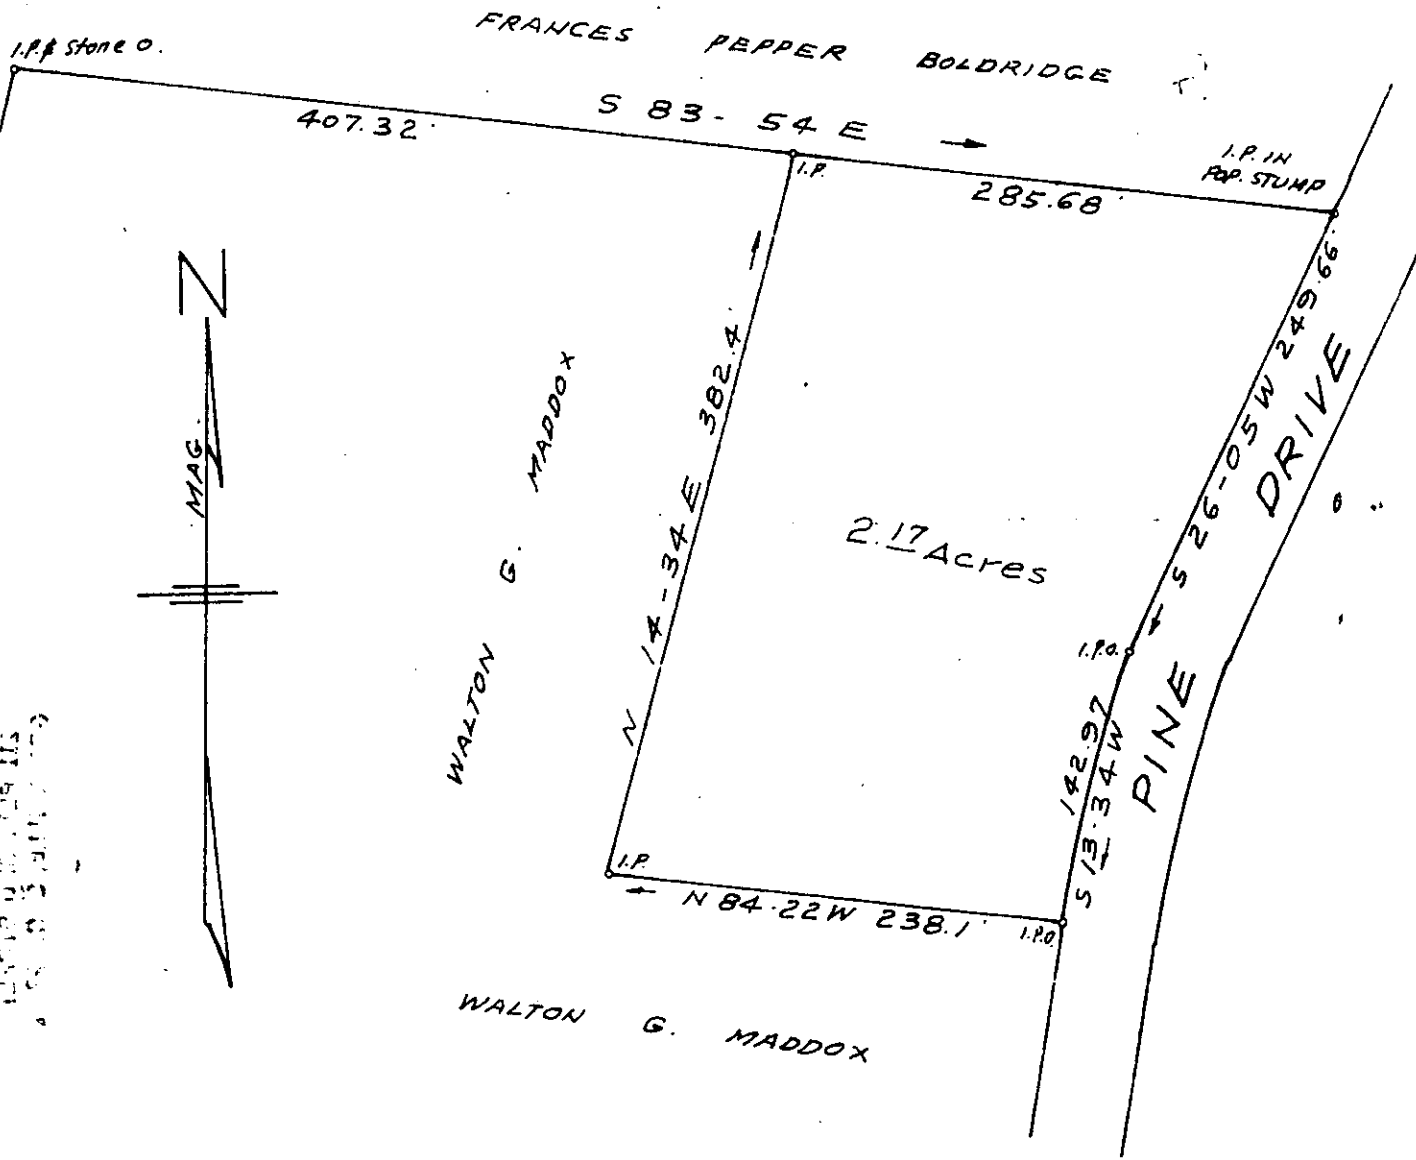 FRANCES PEPPER BOLDRIDGE
I.P. & Stone O.
407.32'
S 83 - 54 E
I.P. IN
POP. STUMP
I.P.
285.68'
N
MAG.
N 14-34 E 382.4'
WALTON G. MADDOX
2.17 Acres
S 26-05 W 249.66'
PINE DRIVE
I.P.O.
142.97
S 13.34 W
I.P.
N 84.22 W 238.1'
I.P.O.
WALTON G. MADDOX